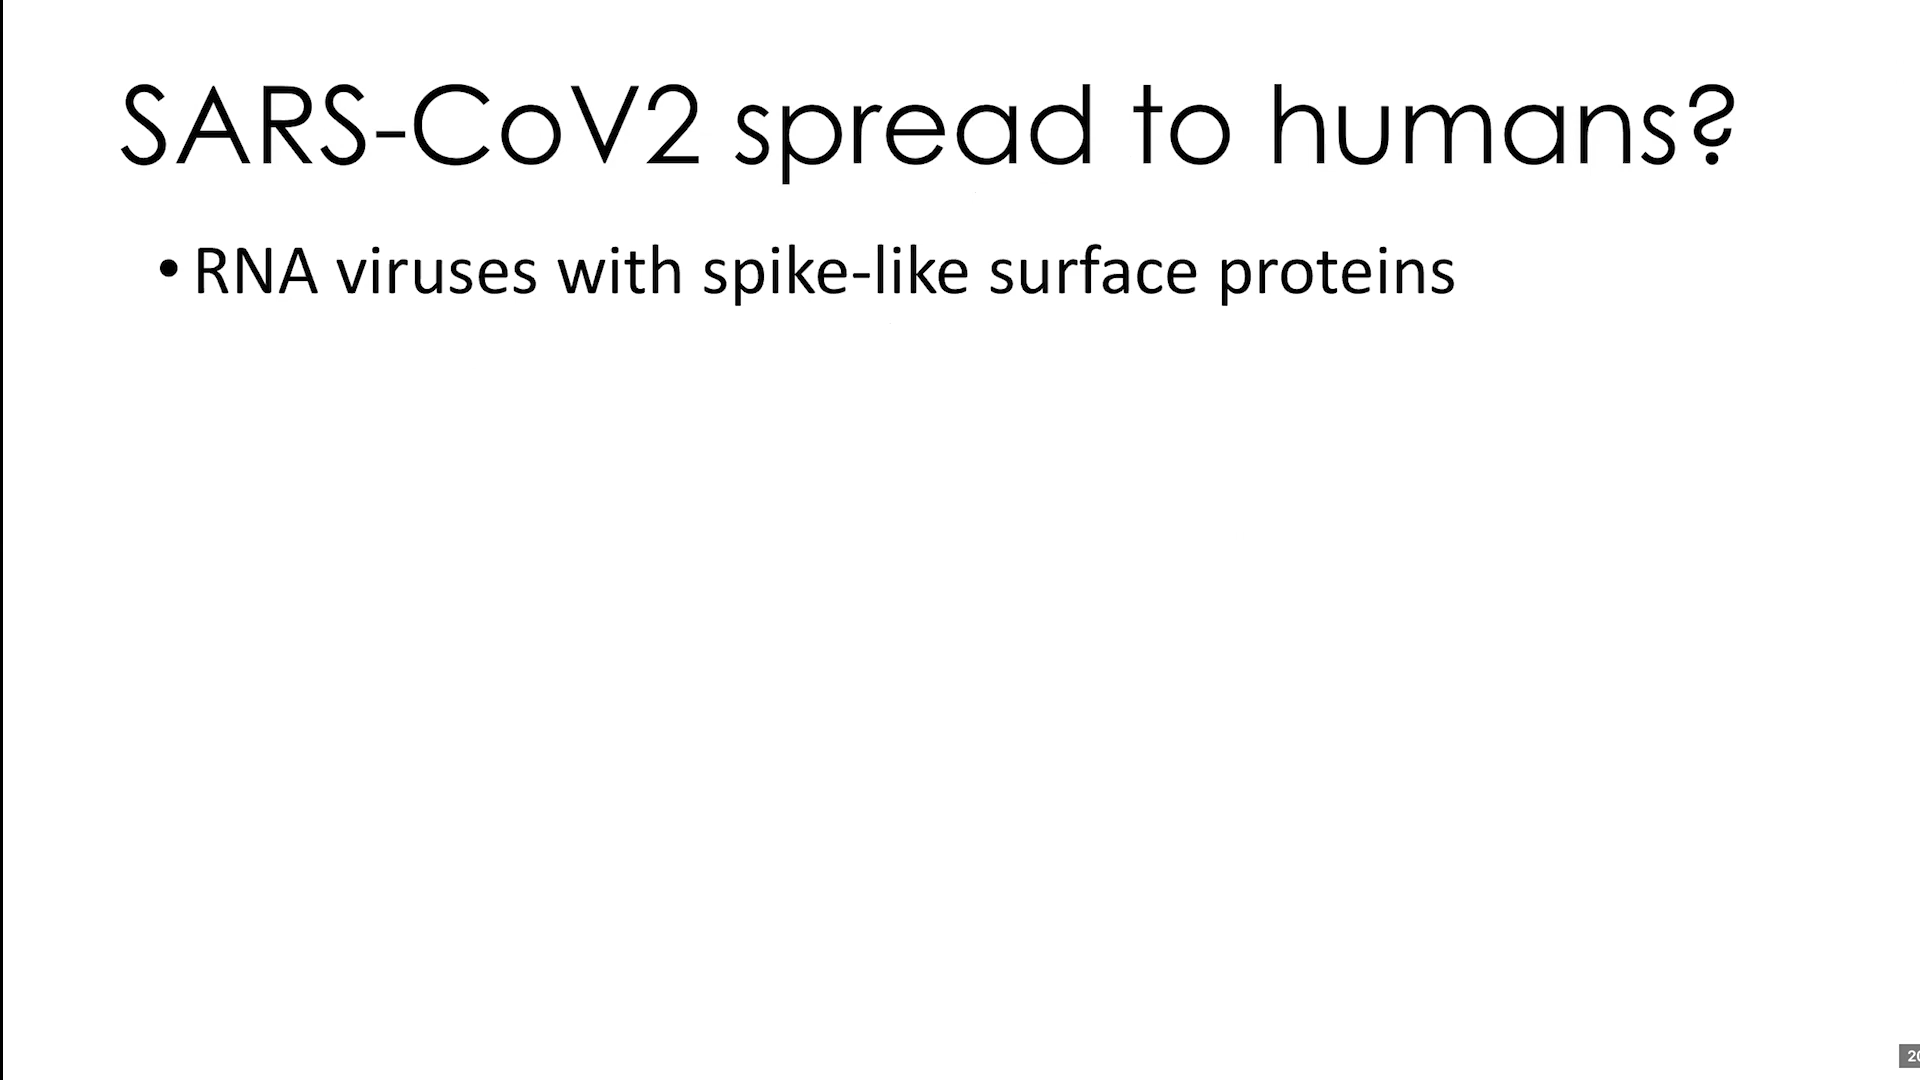 SARS-CoV2 spread to humans?
• RNA viruses with spike-like surface proteins